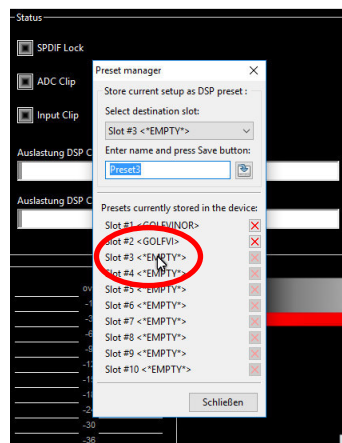 Status
SPDIF Lock
ADC Clip
Input Clip
Auslastung DSP C
Auslastung DSP C
Preset manager
Store current setup as DSP preset :
Select destination slot:
Slot #3 <*EMPTY*>
Enter name and press Save button:
Preset3
Presets currently stored in the device:
Slot #1 <GOLFVINOR>
Slot #2 <GOLFVI>
Slot #3 <*EMPTY*>
Slot #4 <*EMPTY*>
Slot #5 <*EMPTY*>
Slot #6 <*EMPTY*>
Slot #7 <*EMPTY*>
Slot #8 <*EMPTY*>
Slot #9 <*EMPTY*>
Slot #10 <*EMPTY*>
Schließen
ov
-30
-36